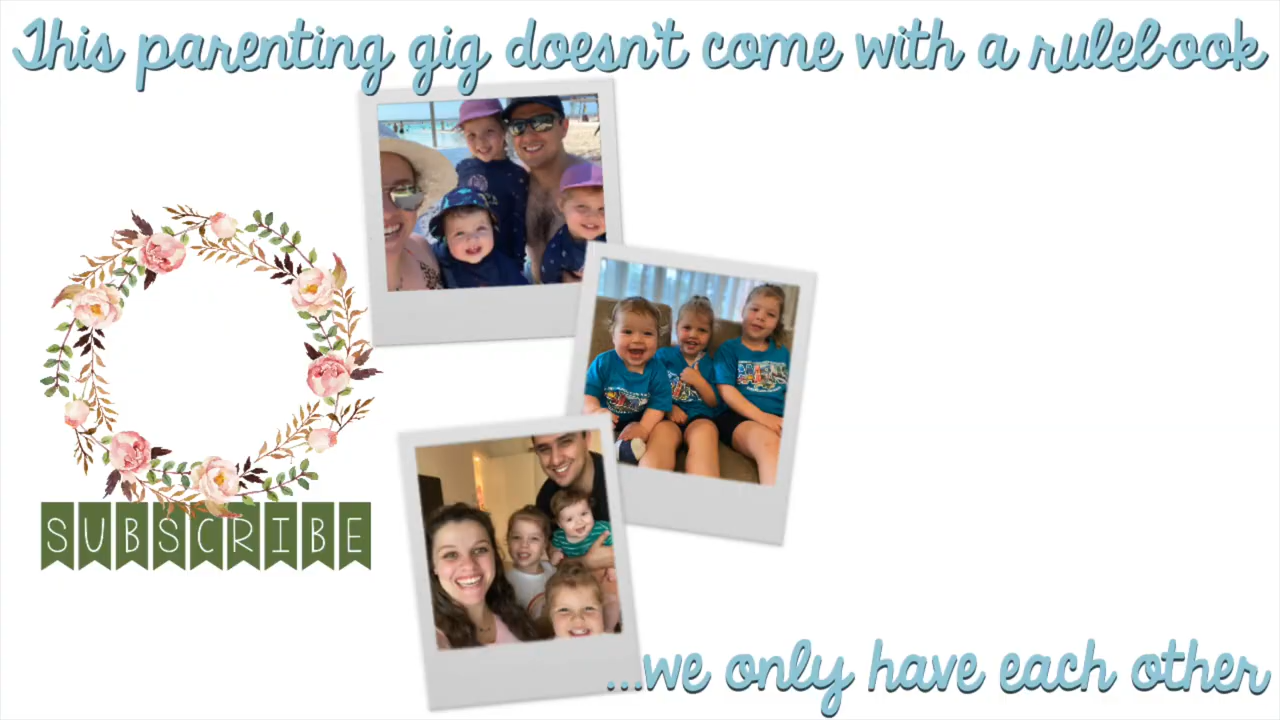 This parenting gig doesn't come with a rulebook
SUBSCRIBE
...we only have each other